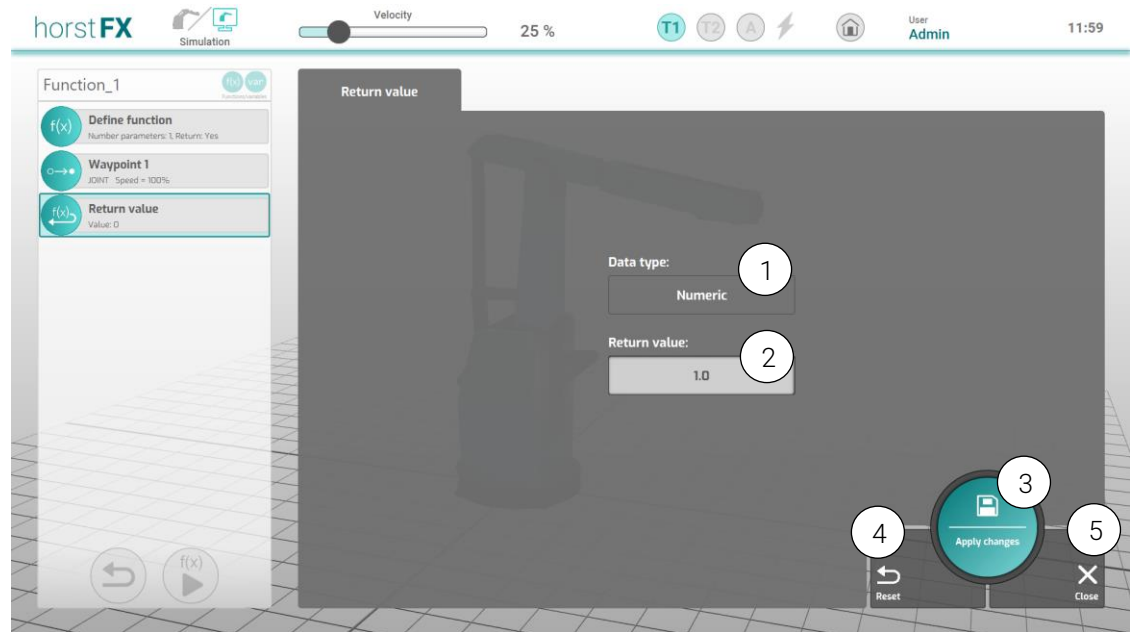 horstFX
Simulation
Velocity
25 %
T1
T2
A
User
Admin
11:59
Function_1
f(x)
var
Return value
f(x)
Define function
Number parameters: 1, Return: Yes
Waypoint 1
JOINT Speed = 100%
f(x)
Return value
Value: 0
Data type:
1
Numeric
Return value:
2
1.0
3
Apply changes
4
Reset
5
Close
f(x)